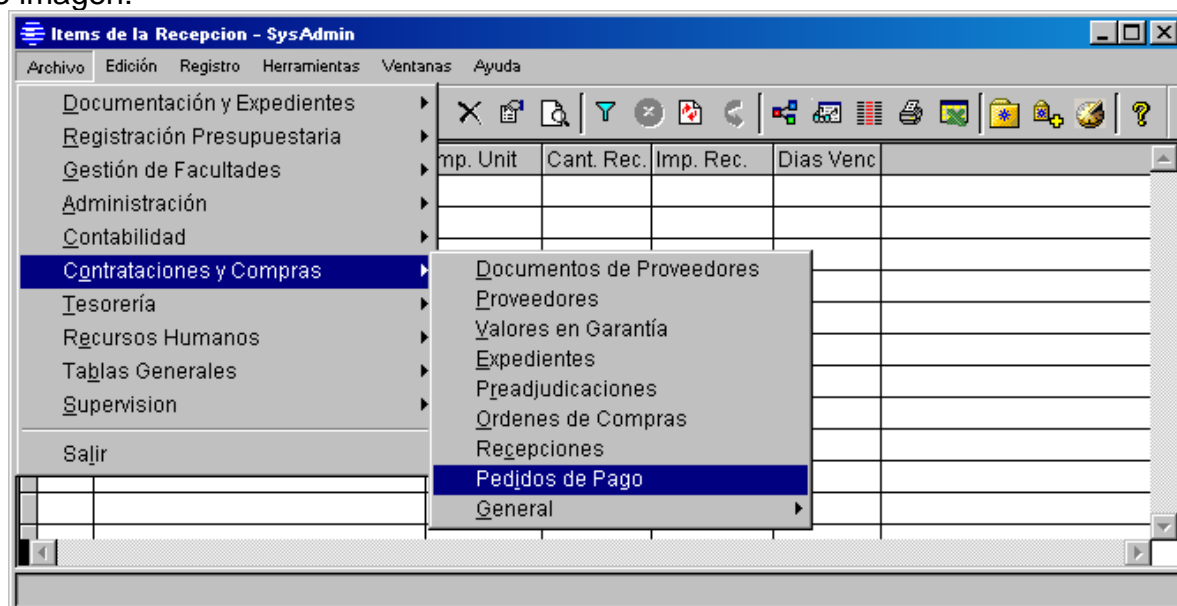 e imagen.
Items de la Recepcion - SysAdmin
Archivo Edición Registro Herramientas Ventanas Ayuda
Documentación y Expedientes
Registración Presupuestaria
Gestión de Facultades
Administración
Contabilidad
Contrataciones y Compras
Tesorería
Recursos Humanos
Tablas Generales
Supervision
Salir
mp. Unit Cant. Rec. Imp. Rec. Dias Venc
Documentos de Proveedores
Proveedores
Valores en Garantía
Expedientes
Preadjudicaciones
Ordenes de Compras
Recepciones
Pedidos de Pago
General